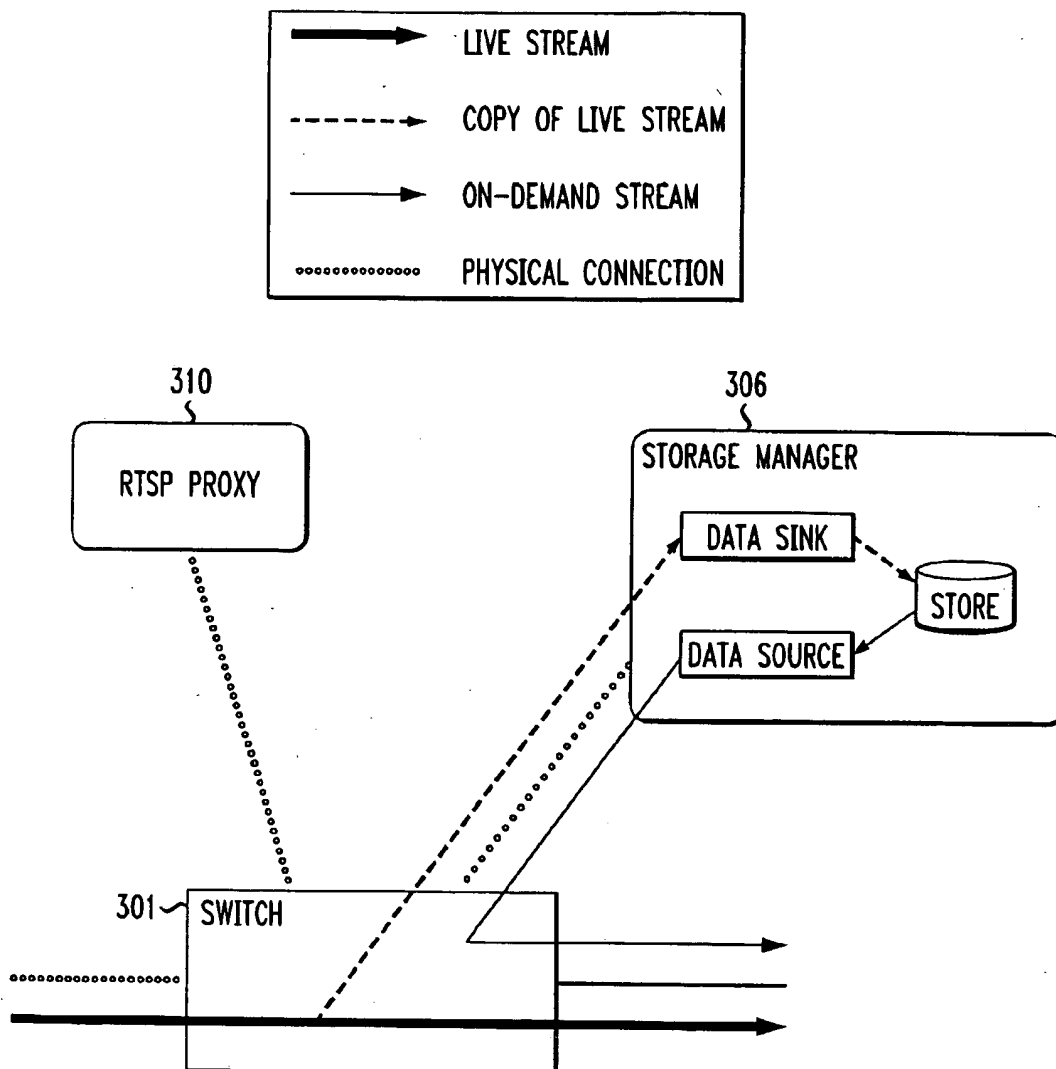 LIVE STREAM
COPY OF LIVE STREAM
ON-DEMAND STREAM
PHYSICAL CONNECTION
310
RTSP PROXY
306
STORAGE MANAGER
DATA SINK
STORE
DATA SOURCE
301
SWITCH